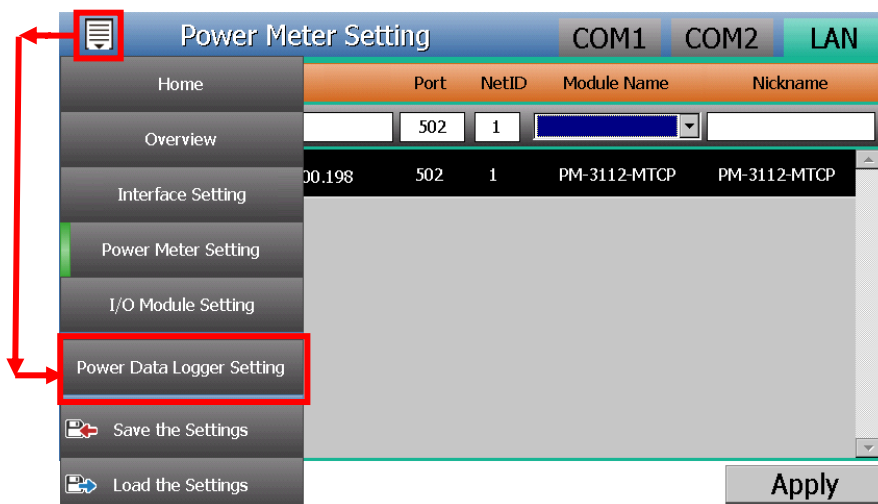 Power Meter Setting
COM1
COM2
LAN
Home
Port
NetID
Module Name
Nickname
Overview
502
1
Interface Setting
00.198
502
1
PM-3112-MTCP
PM-3112-MTCP
Power Meter Setting
I/O Module Setting
Power Data Logger Setting
Save the Settings
Load the Settings
Apply